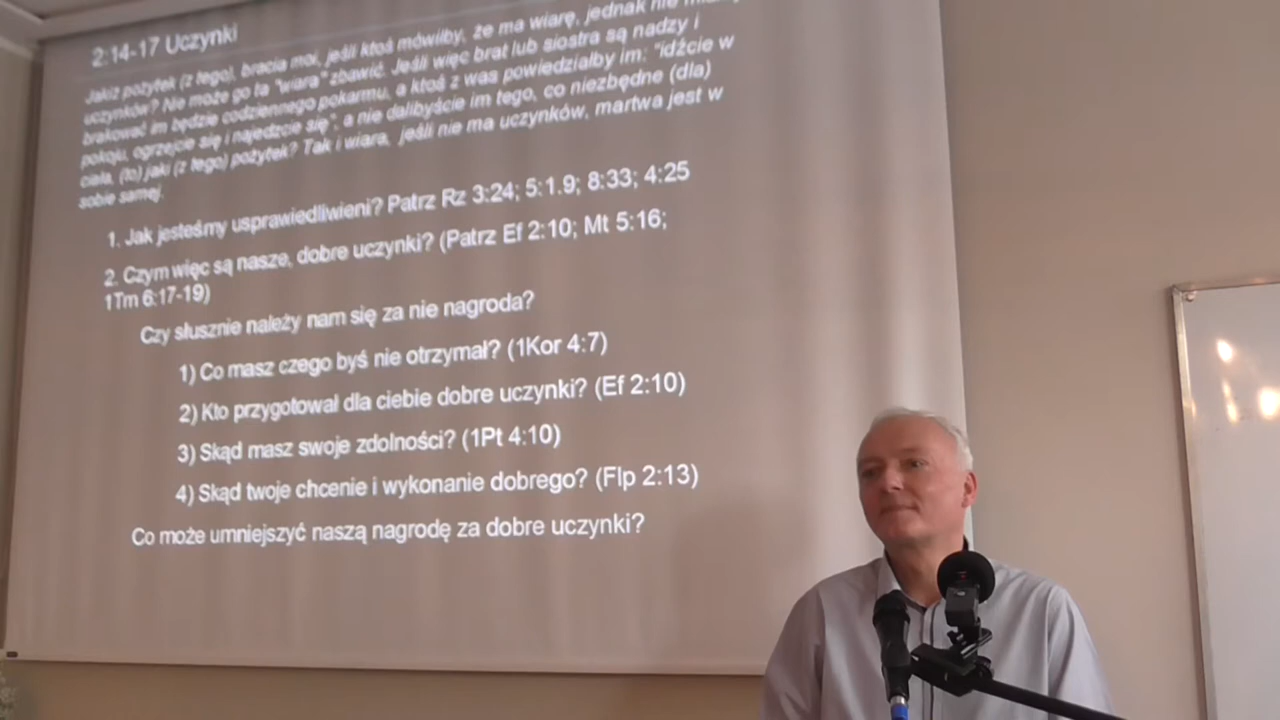 2:14-17 Uczynki
Jakiż pożytek (z tego), bracia moi, jeśli ktoś mówiłby, że ma wiarę, jednak nie
uczynków? Nie może go ta "wiara" zbawić. Jeśli więc brat lub siostra są nadzy i
brakować im będzie codziennego pokarmu, a ktoś z was powiedziałby im: "idźcie w
pokoju, ogrzejcie się i najedzcie się", a nie dalibyście im tego, co niezbędne (dla)
ciała, (to) jaki (z tego) pożytek? Tak i wiara, jeśli nie ma uczynków, martwa jest w
sobie samej.
1. Jak jesteśmy usprawiedliwieni? Patrz Rz 3:24; 5:1.9; 8:33; 4:25
2. Czym więc są nasze, dobre uczynki? (Patrz Ef 2:10; Mt 5:16;
1Tm 6:17-19)
Czy słusznie należy nam się za nie nagroda?
1) Co masz czego byś nie otrzymał? (1Kor 4:7)
2) Kto przygotował dla ciebie dobre uczynki? (Ef 2:10)
3) Skąd masz swoje zdolności? (1Pt 4:10)
4) Skąd twoje chcenie i wykonanie dobrego? (Flp 2:13)
Co może umniejszyć naszą nagrodę za dobre uczynki?